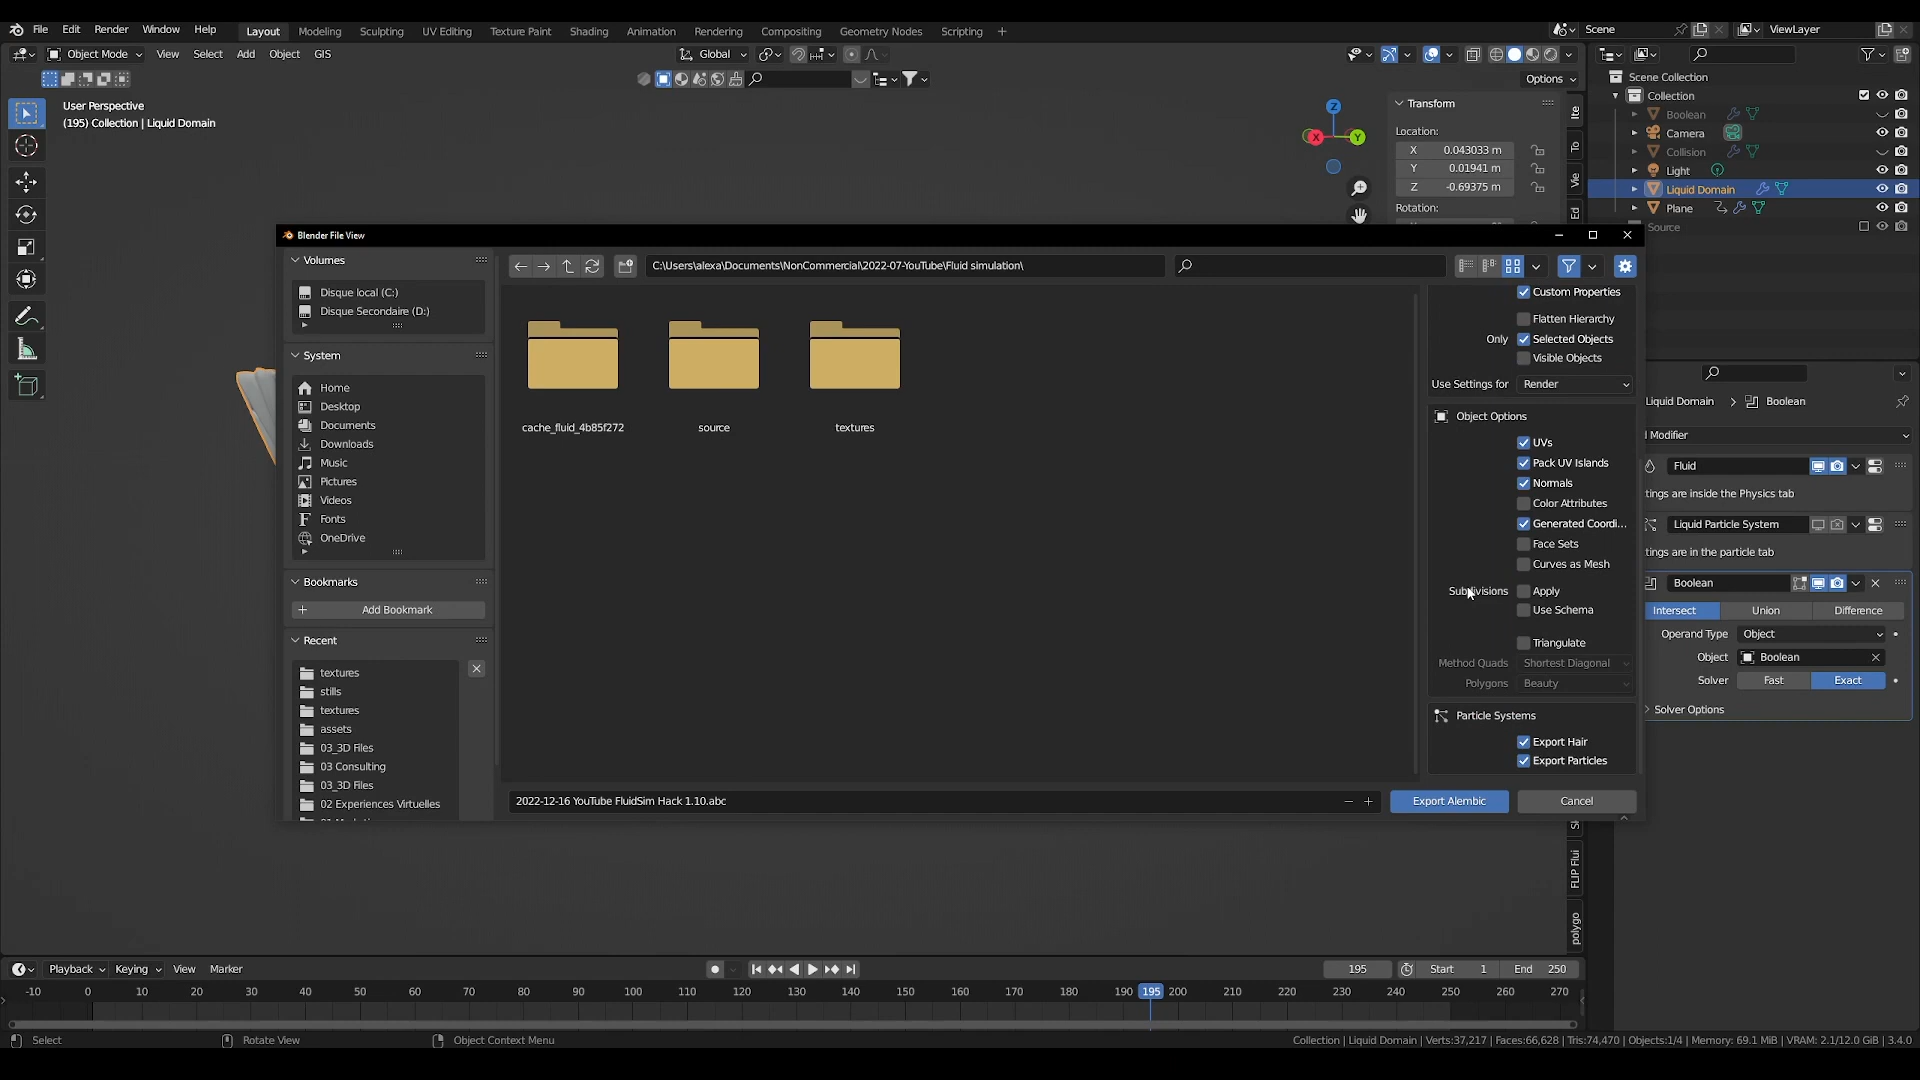 File Edit Render Window Help Layout Modeling Sculpting UV Editing Texture Paint Shading Animation Rendering Compositing Geometry Nodes Scripting + Scene ViewLayer
Object Mode View Select Add Object GIS Global
Options
User Perspective
(195) Collection | Liquid Domain
Transform
Location:
X 0.043033 m
Y 0.01941 m
Z -0.69375 m
Rotation:
Ite
To
Vie
Ed
Scene Collection
Collection
Boolean
Camera
Collision
Light
Liquid Domain
Plane
Source
Blender File View
Volumes
Disque local (C:)
Disque Secondaire (D:)
System
Home
Desktop
Documents
Downloads
Music
Pictures
Videos
Fonts
OneDrive
Bookmarks
+ Add Bookmark
Recent
textures
stills
textures
assets
03_3D Files
03 Consulting
03_3D Files
02 Experiences Virtuelles
C:\Users\alexa\Documents\NonCommercial\2022-07-YouTube\Fluid simulation\
cache_fluid_4b85f272
source
textures
Custom Properties
Flatten Hierarchy
Only Selected Objects
Visible Objects
Use Settings for Render
Object Options
UVs
Pack UV Islands
Normals
Color Attributes
Generated Coordi...
Face Sets
Curves as Mesh
Subdivisions Apply
Use Schema
Triangulate
Method Quads Shortest Diagonal
Polygons Beauty
Particle Systems
Export Hair
Export Particles
2022-12-16 YouTube FluidSim Hack 1.10.abc
Export Alembic
Cancel
Liquid Domain > Boolean
Modifier
Fluid
tings are inside the Physics tab
Liquid Particle System
tings are in the particle tab
Boolean
Intersect Union Difference
Operand Type Object
Object Boolean
Solver Fast Exact
Solver Options
FLIP Flui
polygo
Playback Keying View Marker
195 Start 1 End 250
-10 0 10 20 30 40 50 60 70 80 90 100 110 120 130 140 150 160 170 180 190 195 200 210 220 230 240 250 260 270
Select Rotate View Object Context Menu
Collection | Liquid Domain | Verts:37,217 | Faces:66,628 | Tris:74,470 | Objects:1/4 | Memory: 69.1 MiB | VRAM: 2.1/12.0 GiB | 3.4.0